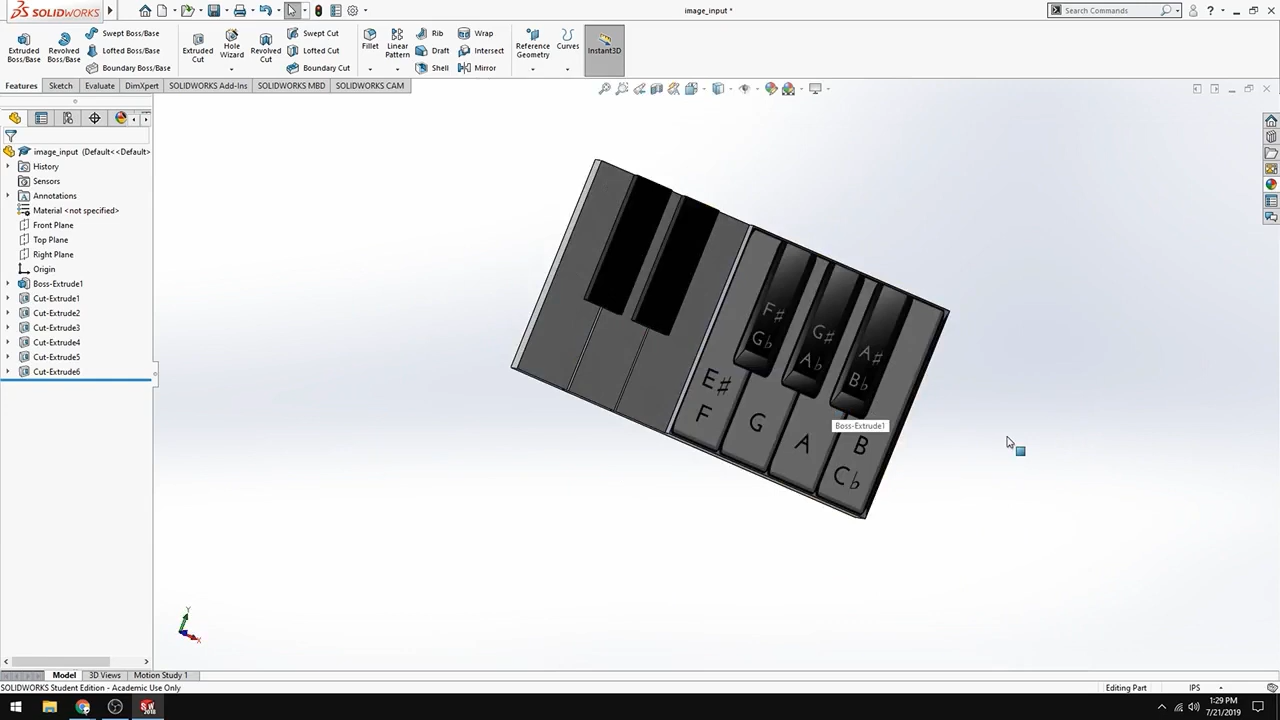 SOLIDWORKS
image_input *
Search Commands
Extruded Boss/Base
Revolved Boss/Base
Swept Boss/Base
Lofted Boss/Base
Boundary Boss/Base
Extruded Cut
Hole Wizard
Revolved Cut
Swept Cut
Lofted Cut
Boundary Cut
Fillet
Linear Pattern
Rib
Draft
Shell
Wrap
Intersect
Mirror
Reference Geometry
Curves
Instant3D
Features
Sketch
Evaluate
DimXpert
SOLIDWORKS Add-Ins
SOLIDWORKS MBD
SOLIDWORKS CAM
image_input (Default<<Default>
History
Sensors
Annotations
Material <not specified>
Front Plane
Top Plane
Right Plane
Origin
Boss-Extrude1
Cut-Extrude1
Cut-Extrude2
Cut-Extrude3
Cut-Extrude4
Cut-Extrude5
Cut-Extrude6
F♯
G♭
G♯
A♭
A♯
B♭
E♯
F
G
A
B
C♭
Boss-Extrude1
Y
X
Model
3D Views
Motion Study 1
SOLIDWORKS Student Edition - Academic Use Only
Editing Part
IPS
SW
2018
1:29 PM
7/21/2019